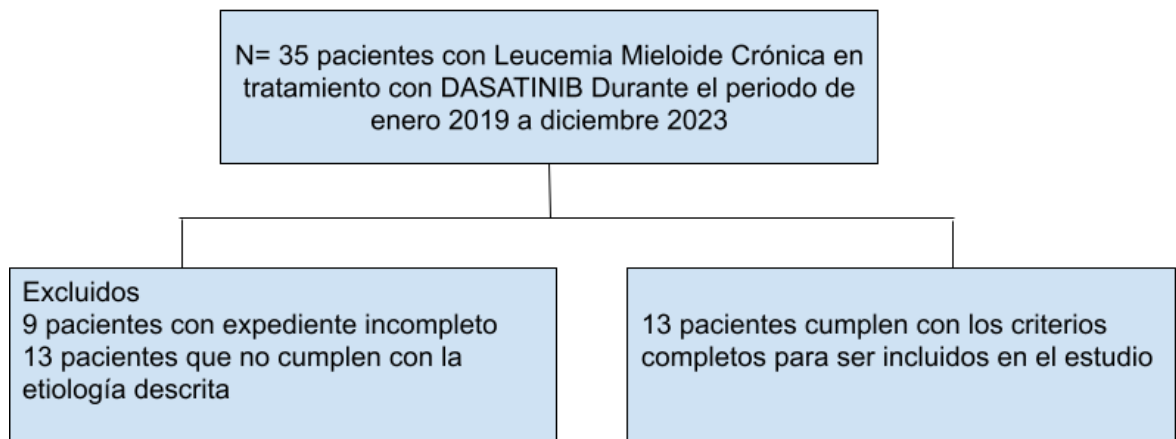 N= 35 pacientes con Leucemia Mieloide Crónica en
tratamiento con DASATINIB Durante el periodo de
enero 2019 a diciembre 2023
Excluidos
9 pacientes con expediente incompleto
13 pacientes que no cumplen con la
etiología descrita
13 pacientes cumplen con los criterios
completos para ser incluidos en el estudio